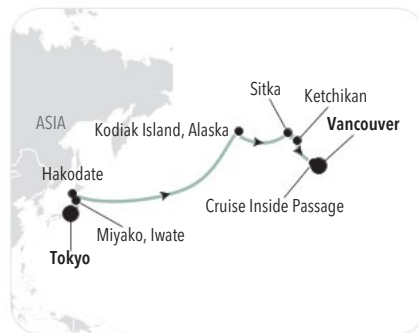 Sitka
Ketchikan
ASIA
Kodiak Island, Alaska
Vancouver
Hakodate
Cruise Inside Passage
Miyako, Iwate
Tokyo